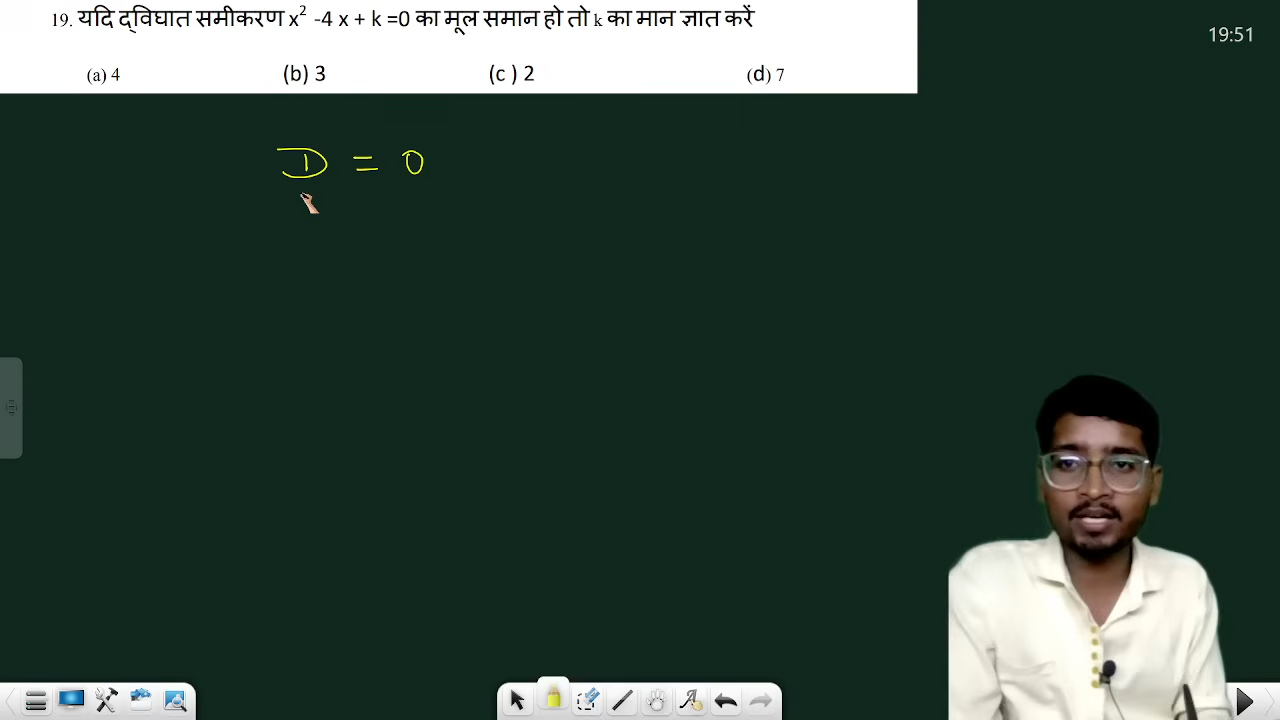 19. यदि द्विघात समीकरण x² -4 x + k =0 का मूल समान हो तो k का मान ज्ञात करें
19:51
(a) 4 (b) 3 (c ) 2 (d) 7
D = 0